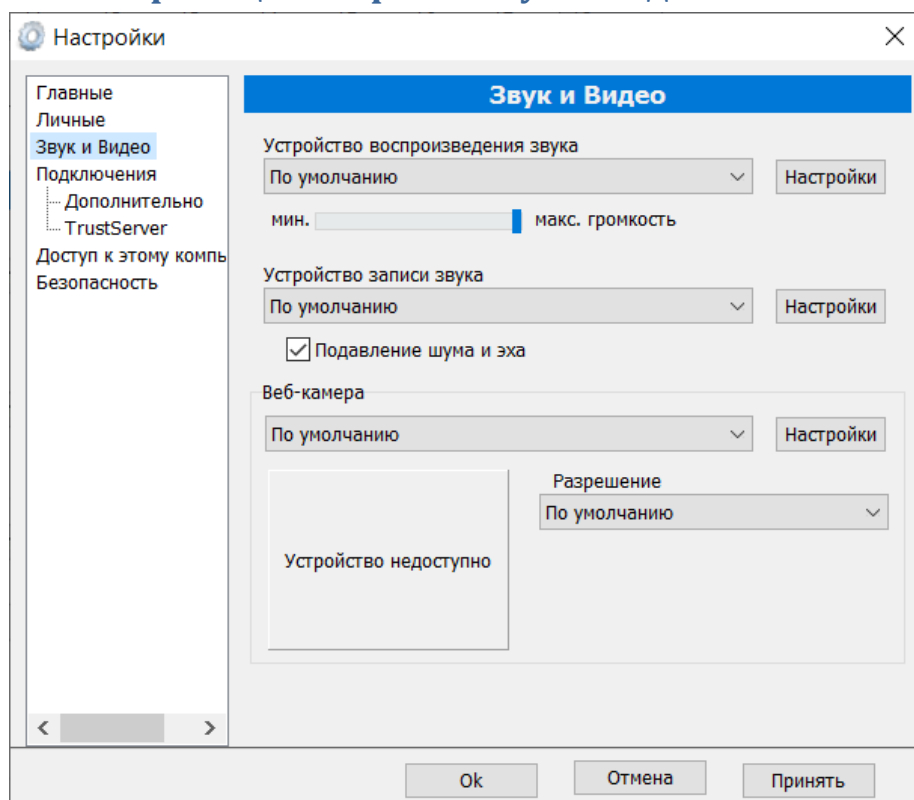 Настройки
Главные
Личные
Звук и Видео
Подключения
Дополнительно
TrustServer
Доступ к этому компь
Безопасность
Звук и Видео
Устройство воспроизведения звука
По умолчанию
Настройки
мин.
макс. громкость
Устройство записи звука
По умолчанию
Настройки
Подавление шума и эха
Веб-камера
По умолчанию
Настройки
Разрешение
По умолчанию
Устройство недоступно
Ok
Отмена
Принять